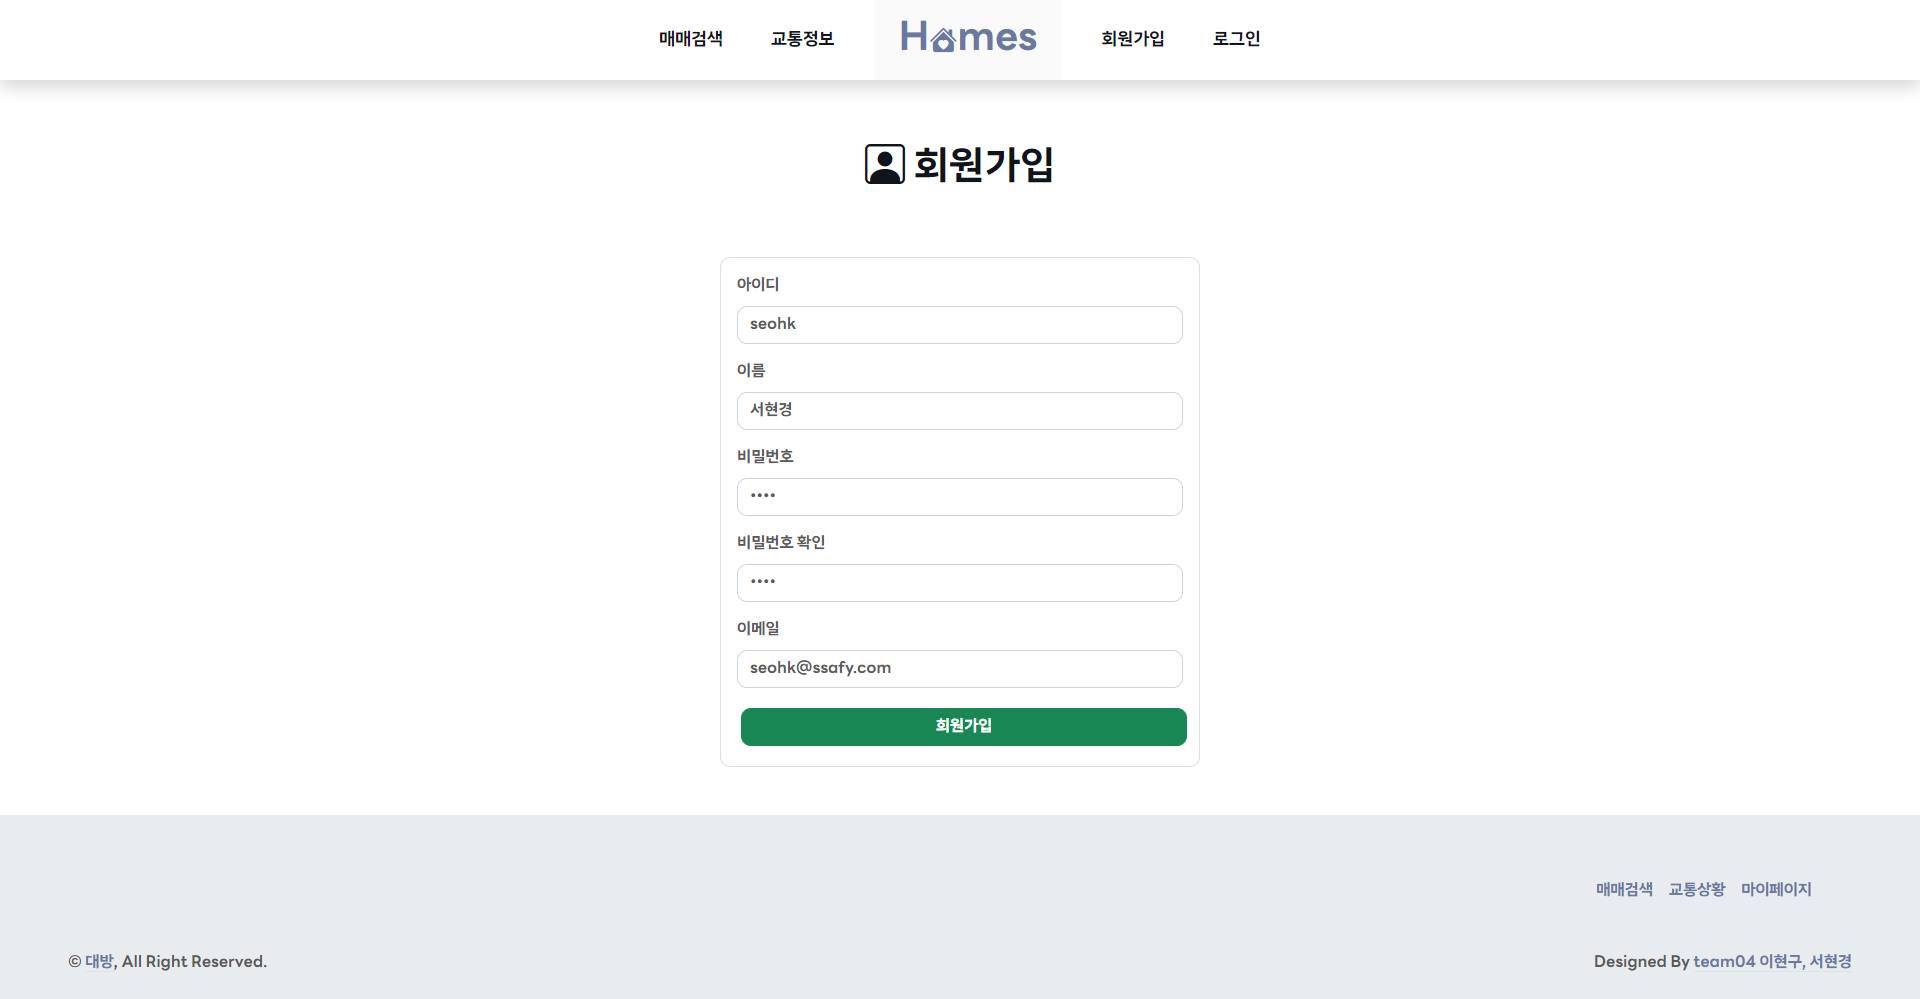 매매검색 교통정보 Homes 회원가입 로그인
회원가입
아이디
seohk
이름
서현경
비밀번호
••••
비밀번호 확인
••••
이메일
seohk@ssafy.com
회원가입
매매검색 교통상황 마이페이지
© 대방, All Right Reserved.
Designed By team04 이현구, 서현경